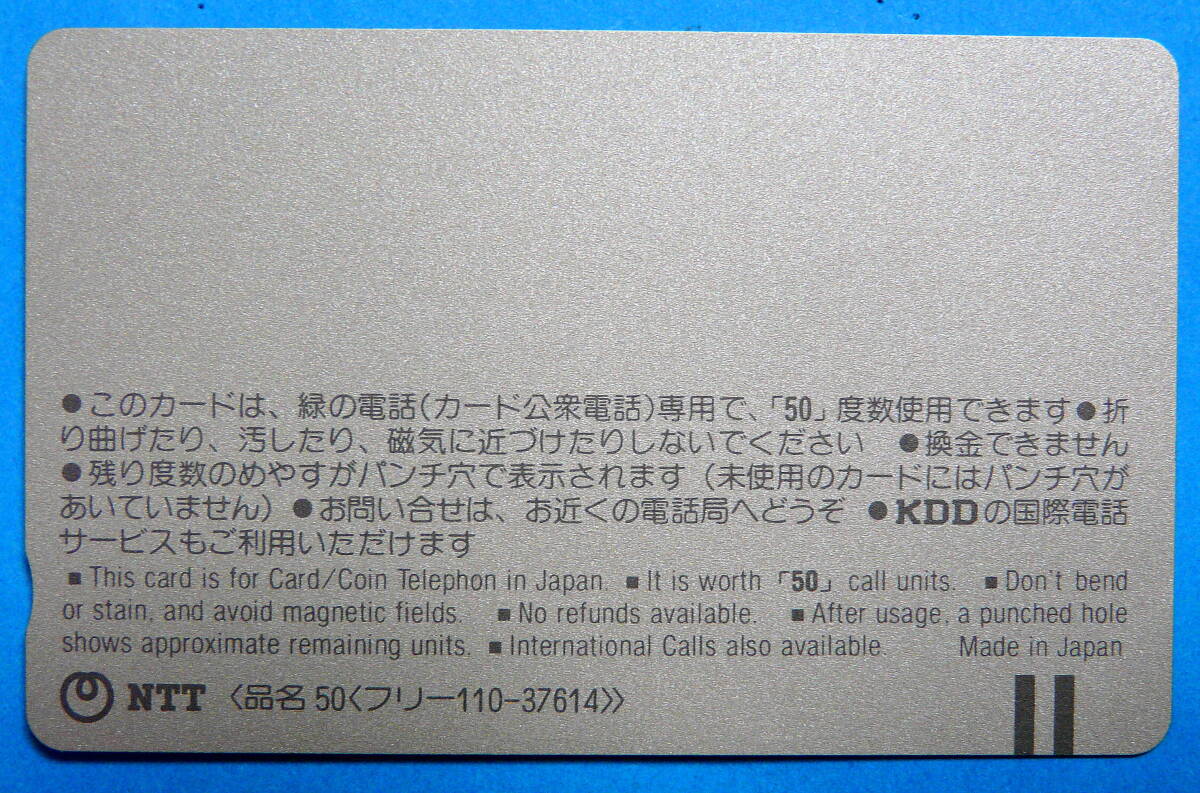 ●このカードは、緑の電話(カード公衆電話)専用で、「50」度数使用できます●折
り曲げたり、汚したり、磁気に近づけたりしないでください ●換金できません
●残り度数のめやすがパンチ穴で表示されます(未使用のカードにはパンチ穴が
あいていません)●お問い合せは、お近くの電話局へどうぞ ●KDDの国際電話
サービスもご利用いただけます
■This card is for Card/Coin Telephon in Japan. ■It is worth 「50」 call units. ■Don't bend
or stain, and avoid magnetic fields. ■No refunds available. ■After usage, a punched hole
shows approximate remaining units. ■International Calls also available. Made in Japan
NTT 〈品名 50〈フリー110-37614〉〉